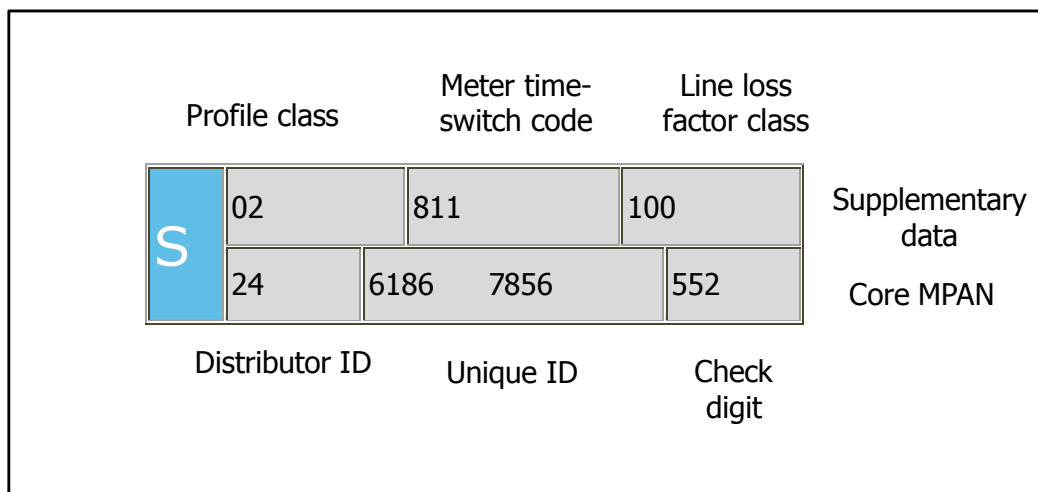 Profile class
Meter time-
switch code
Line loss
factor class
S
02
811
100
Supplementary
data
24
6186 7856
552
Core MPAN
Distributor ID
Unique ID
Check
digit